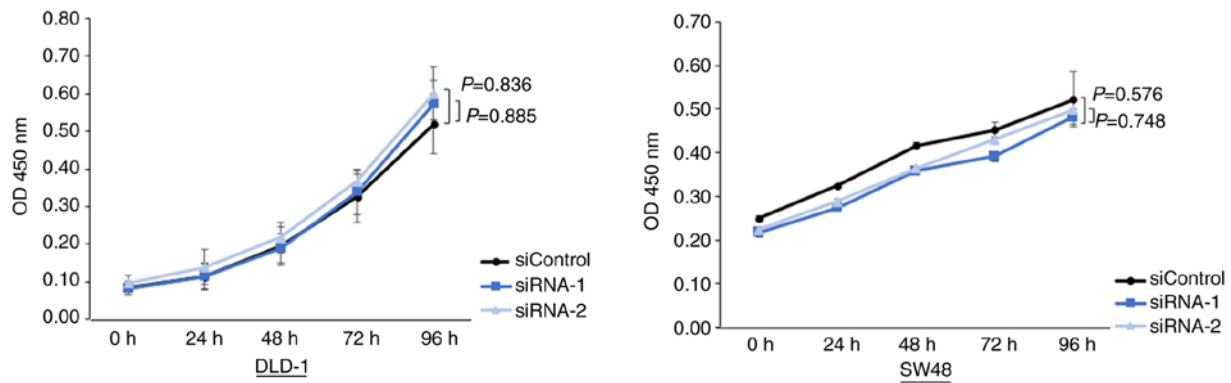 0.80
0.70
0.60
0.50
0.40
0.30
0.20
0.10
0.00
OD 450 nm
P=0.836
P=0.885
siControl
siRNA-1
siRNA-2
0 h 24 h 48 h 72 h 96 h
DLD-1
0.70
0.60
0.50
0.40
0.30
0.20
0.10
0.00
OD 450 nm
P=0.576
P=0.748
siControl
siRNA-1
siRNA-2
0 h 24 h 48 h 72 h 96 h
SW48